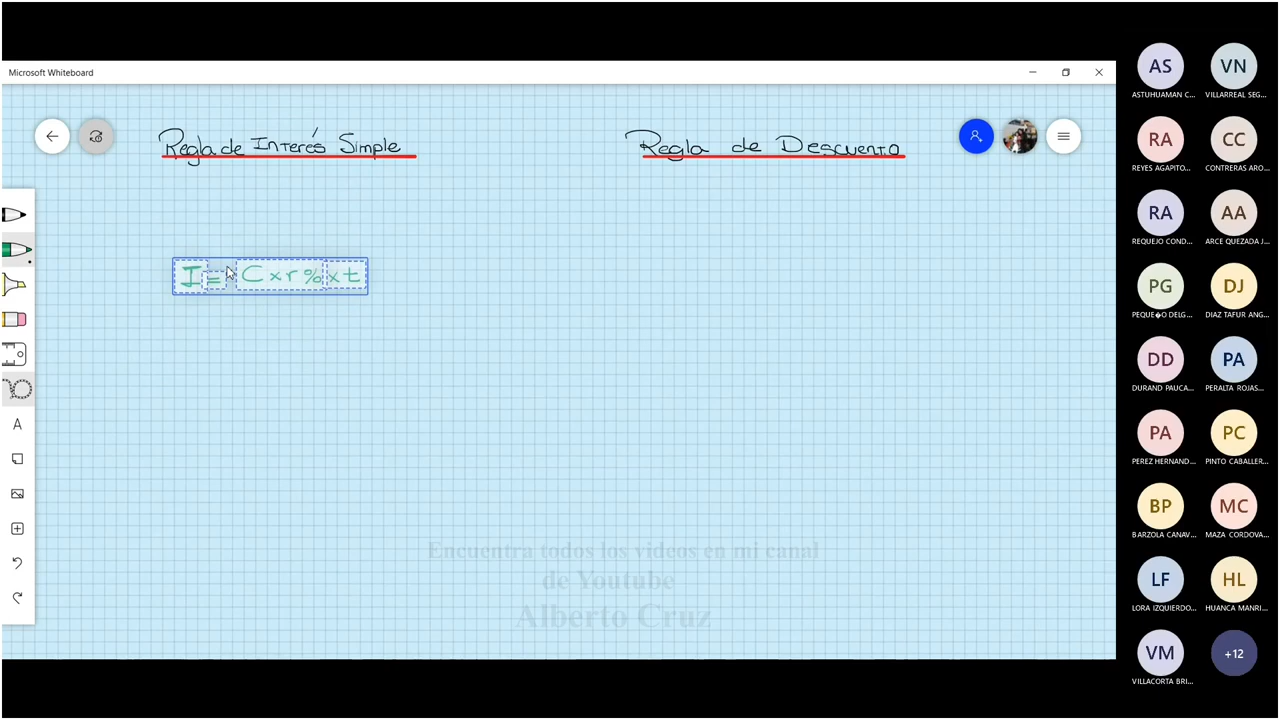 Microsoft Whiteboard
Regla de Interés Simple
Regla de Descuento
I = C x r % x t
A
Encuentra todos los videos en mi canal
de Youtube
Alberto Cruz
AS
ASTUHUAMAN C...
VN
VILLARREAL SEG...
RA
REYES AGAPITO...
CC
CONTRERAS ARO...
RA
REQUEJO COND...
AA
ARCE QUEZADA J...
PG
PEQUE�O DELG...
DJ
DIAZ TAFUR ANG...
DD
DURAND PAUCA...
PA
PERALTA ROJAS...
PA
PEREZ HERNAND...
PC
PINTO CABALLER...
BP
BARZOLA CANAV...
MC
MAZA CORDOVA...
LF
LORA IZQUIERDO...
HL
HUANCA MANRI...
VM
VILLACORTA BRI...
+12